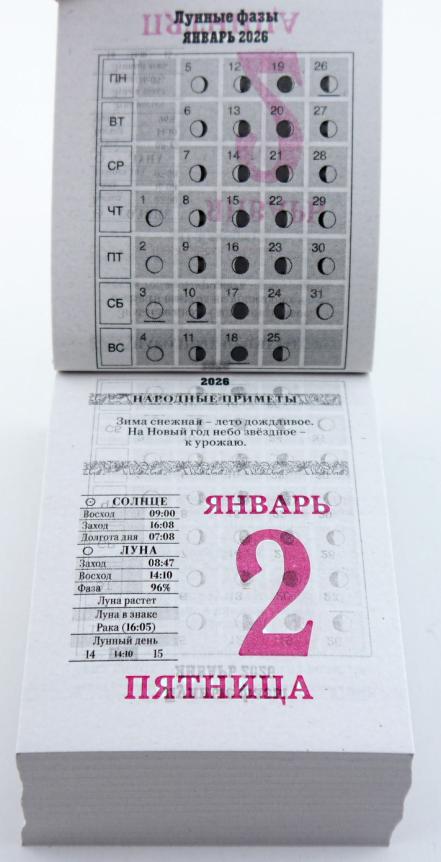 Лунные фазы
ЯНВАРЬ 2026
ПН 5 12 19 26
ВТ 6 13 20 27
СР 7 14 21 28
ЧТ 1 8 15 22 29
ПТ 2 9 16 23 30
СБ 3 10 17 24 31
ВС 4 11 18 25
2026
НАРОДНЫЕ ПРИМЕТЫ
Зима снежная – лето дождливое.
На Новый год небо звёздное –
к урожаю.
СОЛНЦЕ
Восход 09:00
Заход 16:08
Долгота дня 07:08
ЛУНА
Заход 08:47
Восход 14:10
Фаза 96%
Луна растет
Луна в знаке
Рака (16:05)
Лунный день
14 14:10 15
ЯНВАРЬ
2
ПЯТНИЦА